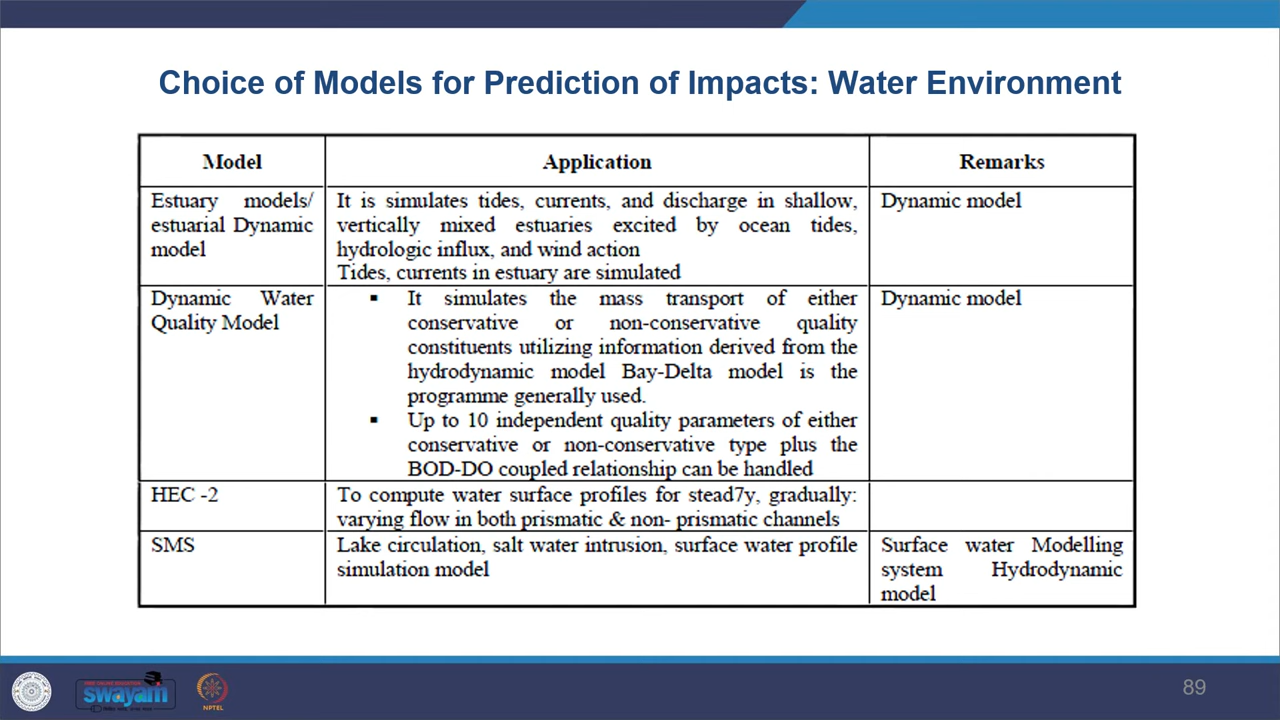 Choice of Models for Prediction of Impacts: Water Environment
Model Application Remarks
Estuary models/
estuarial Dynamic
model
It is simulates tides, currents, and discharge in shallow,
vertically mixed estuaries excited by ocean tides,
hydrologic influx, and wind action
Tides, currents in estuary are simulated
Dynamic model
Dynamic Water
Quality Model
▪ It simulates the mass transport of either
conservative or non-conservative quality
constituents utilizing information derived from the
hydrodynamic model Bay-Delta model is the
programme generally used.
▪ Up to 10 independent quality parameters of either
conservative or non-conservative type plus the
BOD-DO coupled relationship can be handled
Dynamic model
HEC -2
To compute water surface profiles for stead7y, gradually:
varying flow in both prismatic & non- prismatic channels
SMS
Lake circulation, salt water intrusion, surface water profile
simulation model
Surface water Modelling
system Hydrodynamic
model
swayam
NPTEL
89